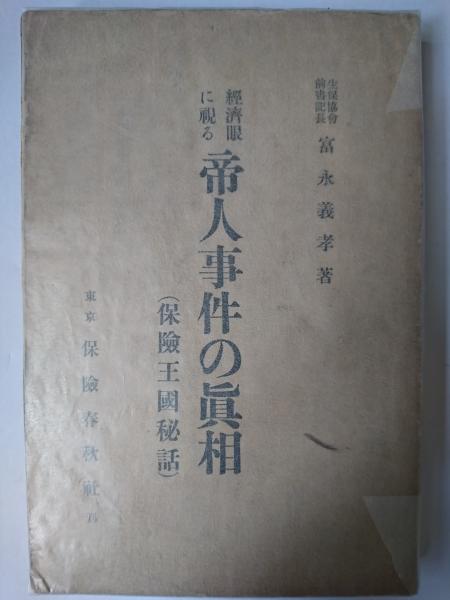 生保協會
前書記長
富永義孝著
經濟眼
に視る
帝人事件の眞相
(保險王國秘話)
東京 保險春秋社 刊